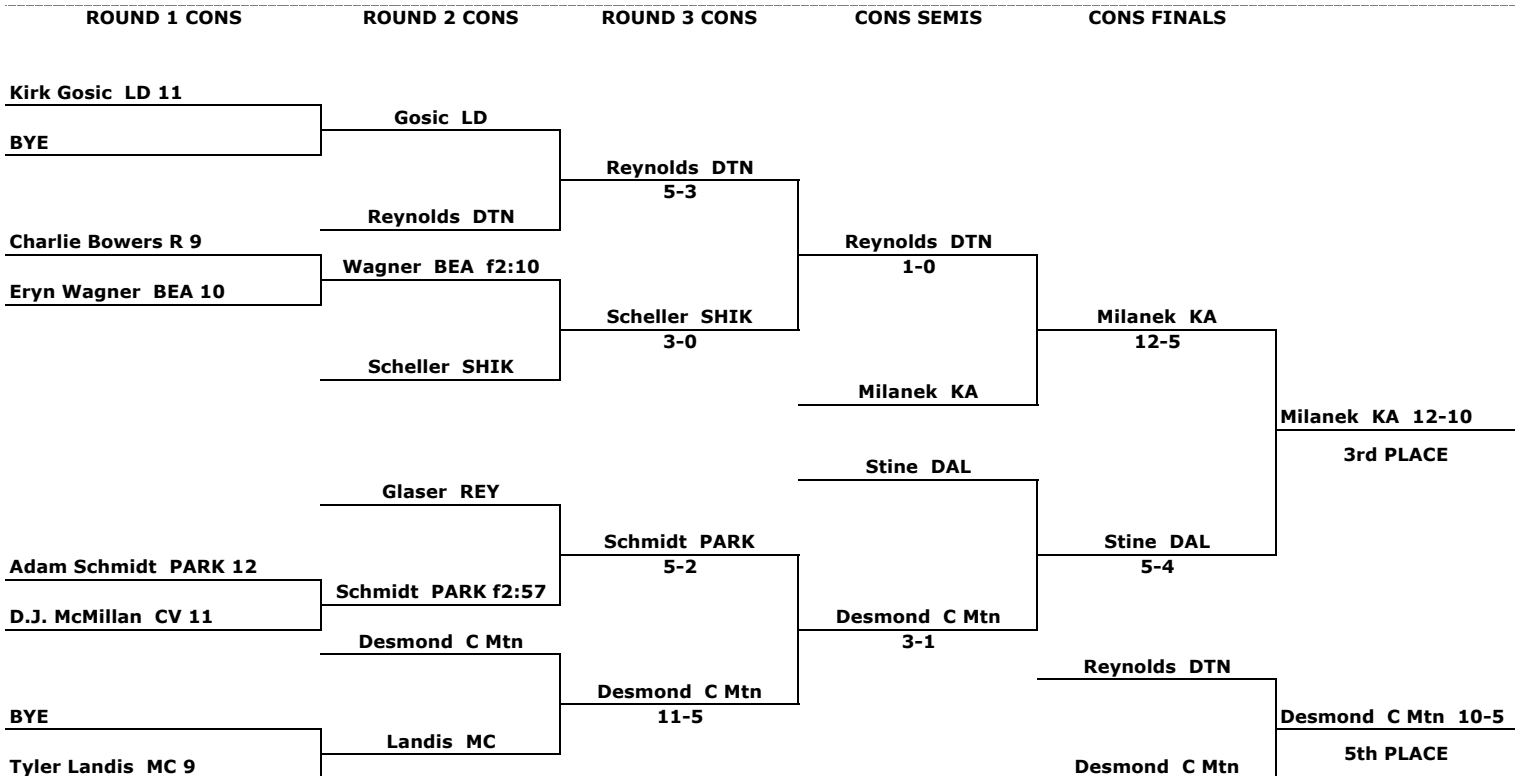 ROUND 1 CONS ROUND 2 CONS ROUND 3 CONS CONS SEMIS CONS FINALS
Kirk Gosic LD 11
Gosic LD
BYE
Reynolds DTN
5-3
Reynolds DTN
Charlie Bowers R 9
Reynolds DTN
Wagner BEA f2:10
1-0
Eryn Wagner BEA 10
Scheller SHIK
Milanek KA
3-0
12-5
Scheller SHIK
Milanek KA
Milanek KA 12-10
3rd PLACE
Stine DAL
Glaser REY
Schmidt PARK
Stine DAL
Adam Schmidt PARK 12
5-2
5-4
Schmidt PARK f2:57
D.J. McMillan CV 11
Desmond C Mtn
Desmond C Mtn
3-1
Reynolds DTN
Desmond C Mtn
BYE
11-5
Desmond C Mtn 10-5
Landis MC
5th PLACE
Tyler Landis MC 9
Desmond C Mtn